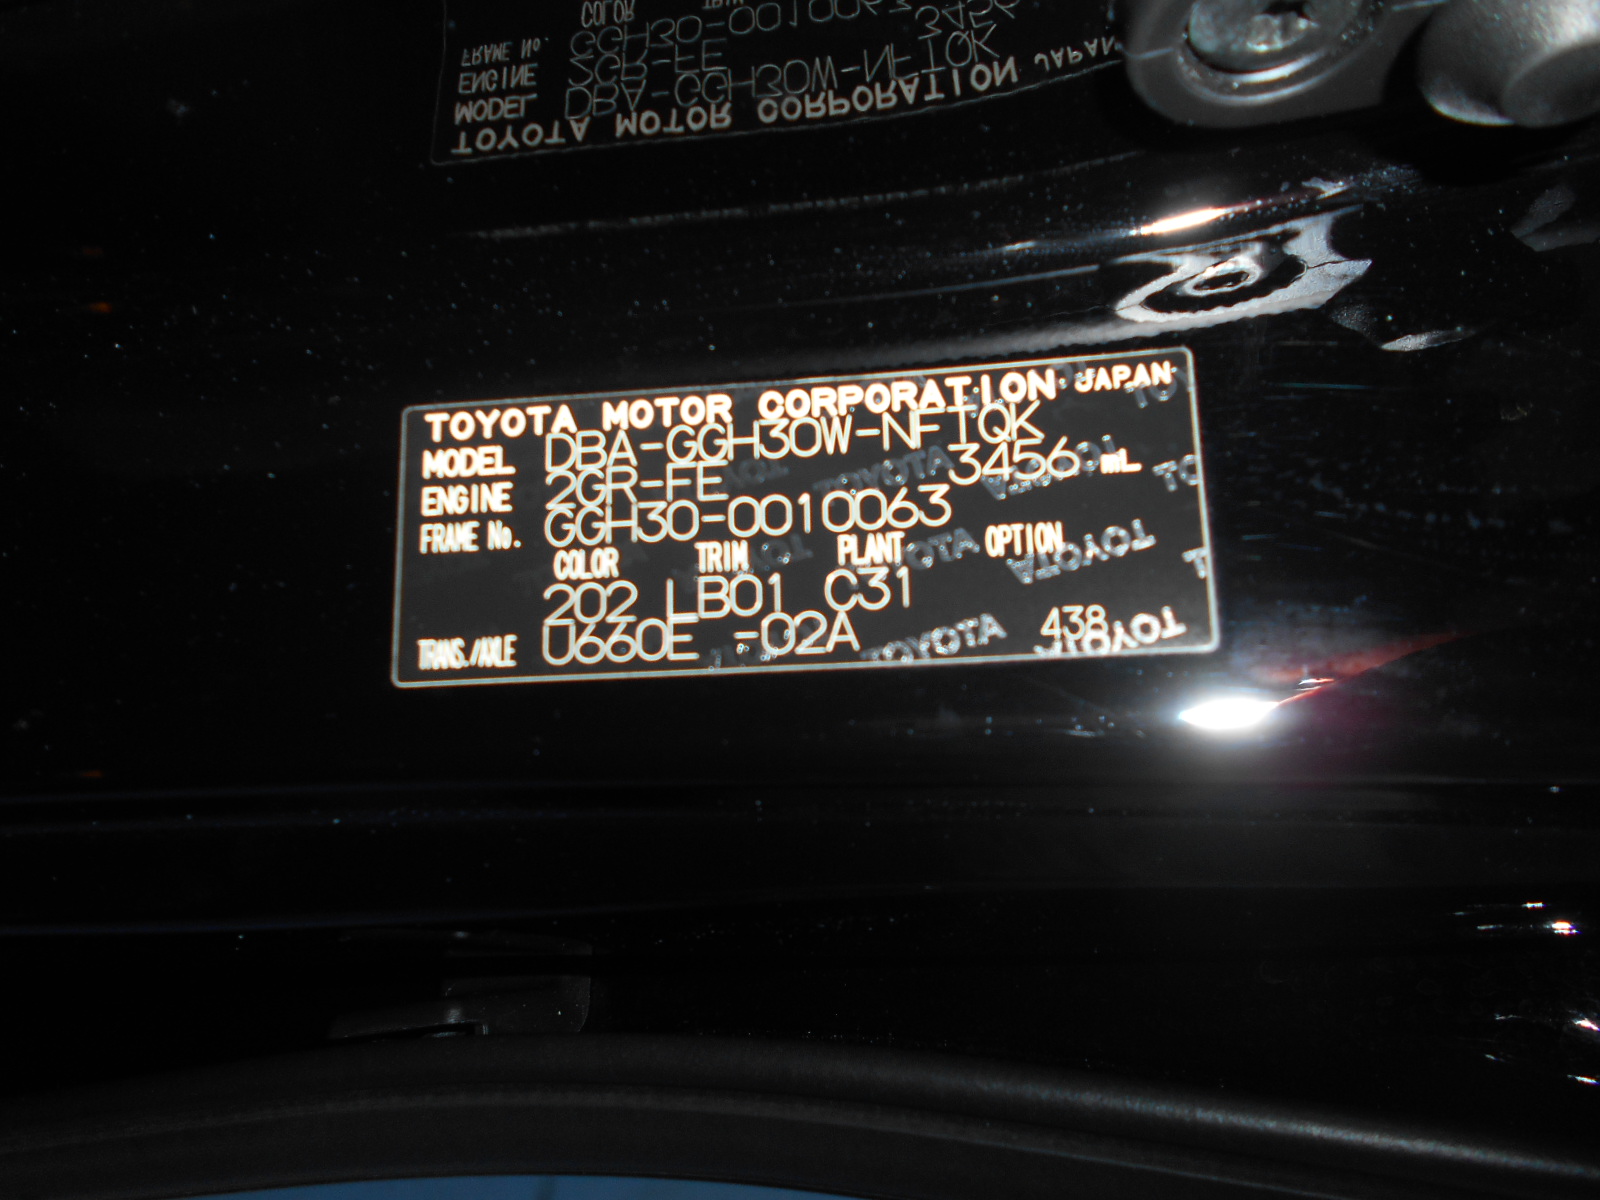 TOYOTA MOTOR CORPORATION JAPAN
MODEL DBA-GGH30W-NFTQK
ENGINE 2GR-FE 3456 mL
FRAME No. GGH30-0010063
COLOR TRIM PLANT OPTION
202 LB01 C31
TRANS./AXLE U660E -02A 438